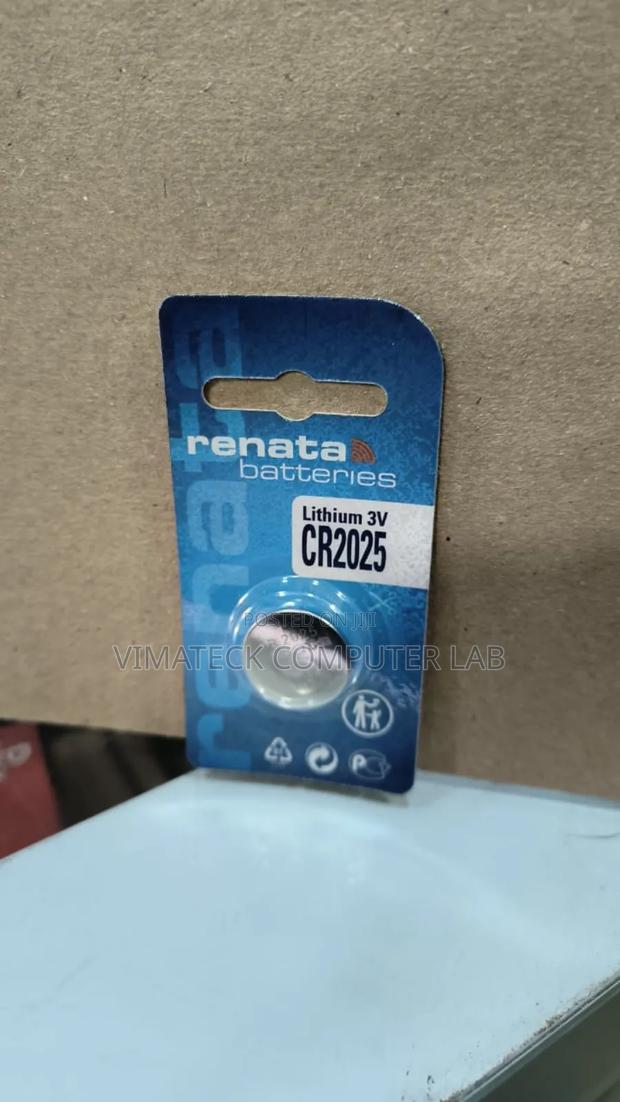 renata
renata
batteries
Lithium 3V
CR2025
POSTED ON JIJI
VIMATECK COMPUTER LAB